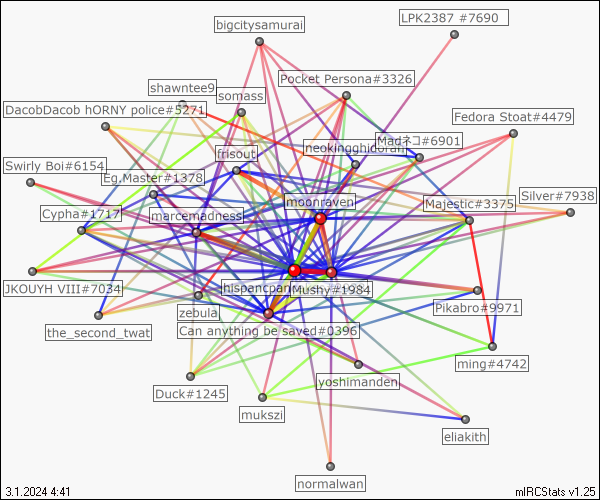 LPK2387 #7690
bigcitysamurai
Pocket Persona#3326
shawntee9
somass
DacobDacob hORNY police#5271
Fedora Stoat#4479
Madネコ#6901
neokingghidorah
frisout
Swirly Boi#6154
Eg.Master#1378
moonraven
Silver#7938
Majestic#3375
Cypha#1717
marcemadness
JKOUYH VIII#7034
Mushy#1984
zebula
Pikabro#9971
the_second_twat
Can anything be saved#0396
ming#4742
yoshimanden
Duck#1245
mukszi
eliakith
normalwan
3.1.2024 4:41
mIRCStats v1.25